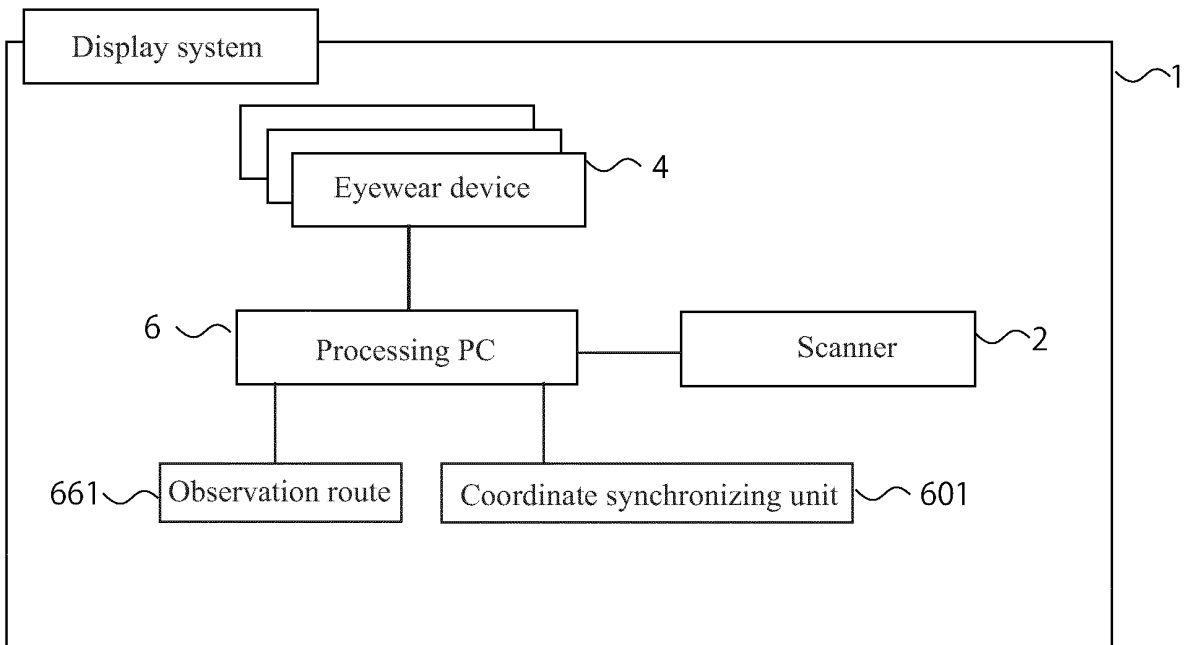 Display system
1
Eyewear device
4
6
Processing PC
Scanner
2
661
Observation route
Coordinate synchronizing unit
601